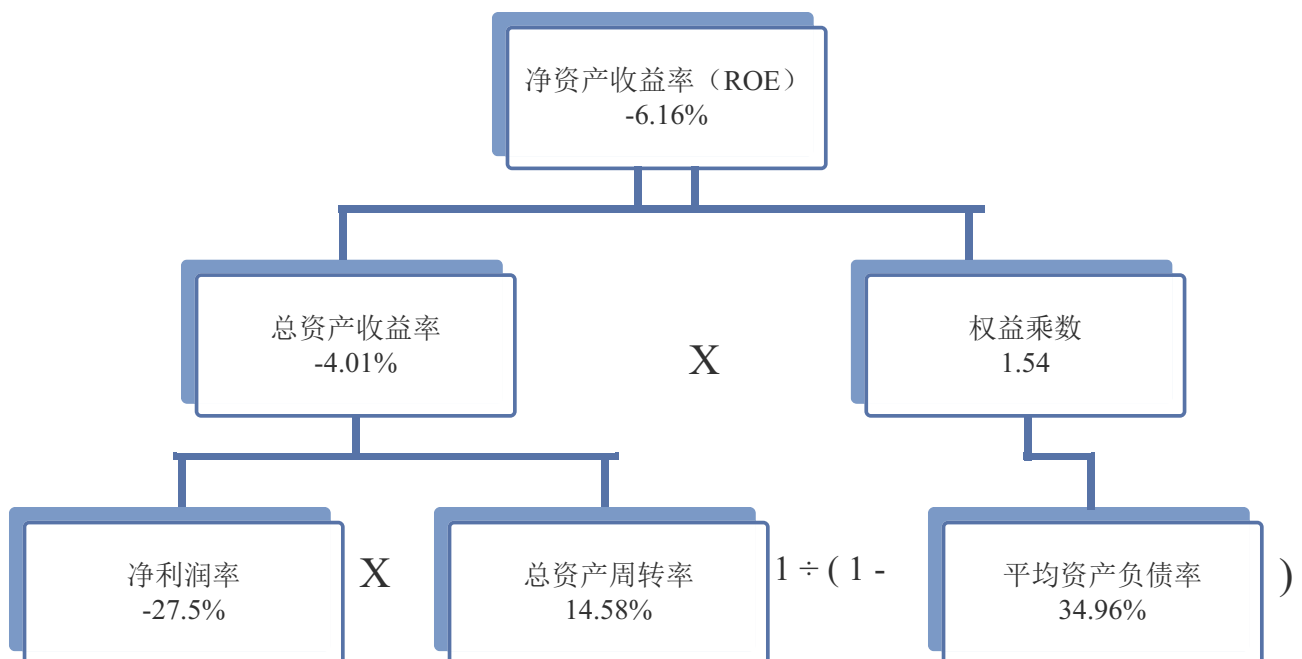 净资产收益率（ROE）
-6.16%
总资产收益率
-4.01%
X
权益乘数
1.54
净利润率
-27.5%
X
总资产周转率
14.58%
1 ÷ ( 1 -
平均资产负债率
34.96%
)